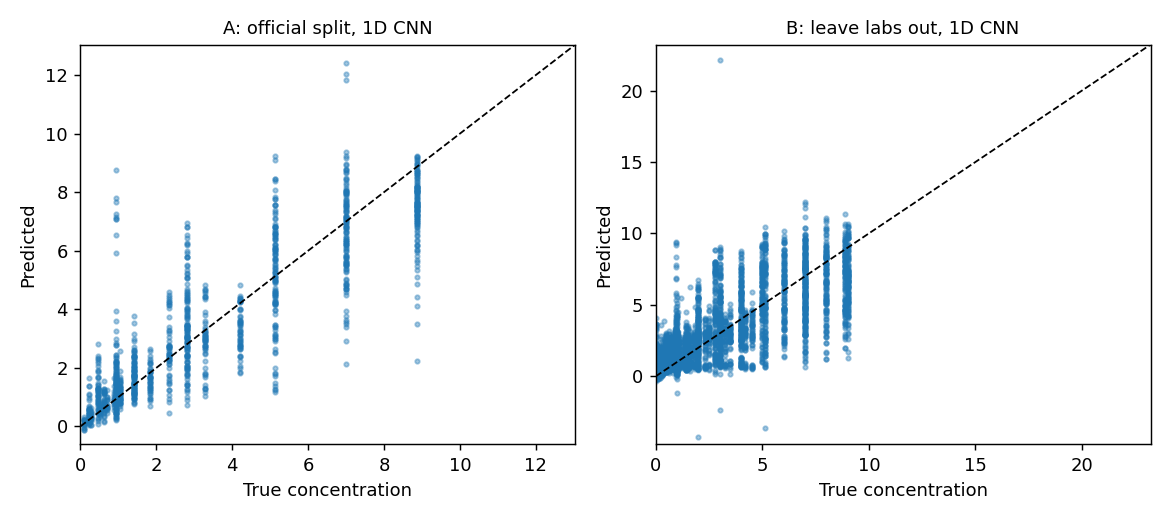 A: official split, 1D CNN
12
10
8
6
4
2
0
Predicted
0 2 4 6 8 10 12
True concentration
B: leave labs out, 1D CNN
20
15
10
5
0
Predicted
0 5 10 15 20
True concentration